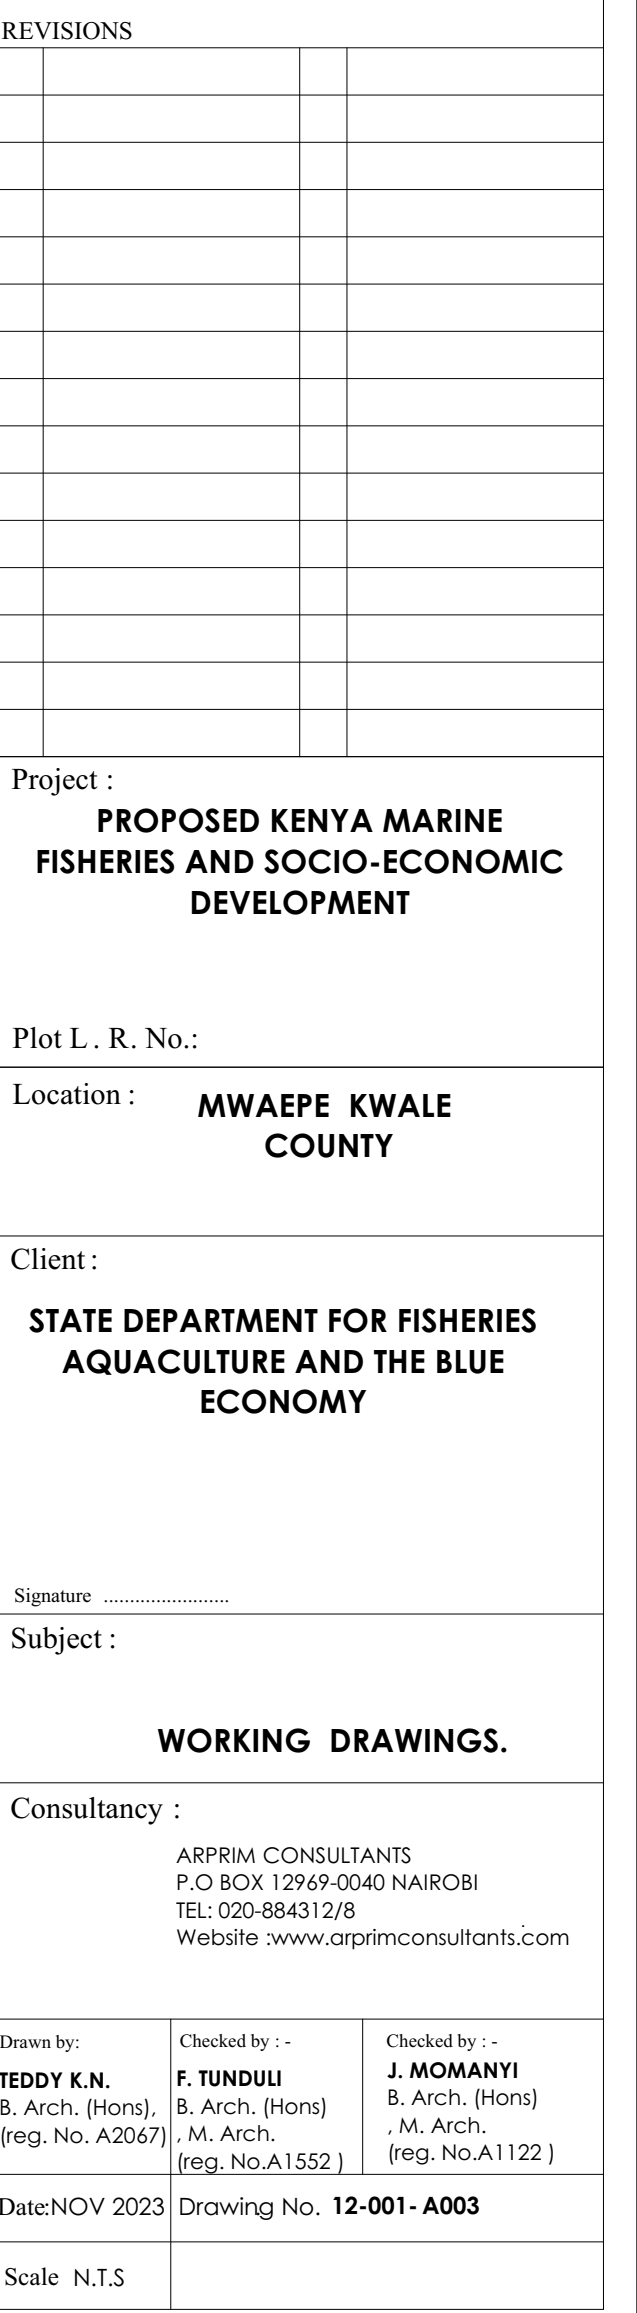 REVISIONS
Project :
PROPOSED KENYA MARINE
FISHERIES AND SOCIO-ECONOMIC
DEVELOPMENT
Plot L . R. No.:
Location :
MWAEPE KWALE
COUNTY
Client :
STATE DEPARTMENT FOR FISHERIES
AQUACULTURE AND THE BLUE
ECONOMY
Signature ........................
Subject :
WORKING DRAWINGS.
Consultancy :
ARPRIM CONSULTANTS
P.O BOX 12969-0040 NAIROBI
TEL: 020-884312/8
Website :www.arprimconsultants.com
Drawn by:
TEDDY K.N.
B. Arch. (Hons),
(reg. No. A2067)
Checked by : -
F. TUNDULI
B. Arch. (Hons)
, M. Arch.
(reg. No.A1552 )
Checked by : -
J. MOMANYI
B. Arch. (Hons)
, M. Arch.
(reg. No.A1122 )
Date:NOV 2023
Drawing No. 12-001- A003
Scale N.T.S